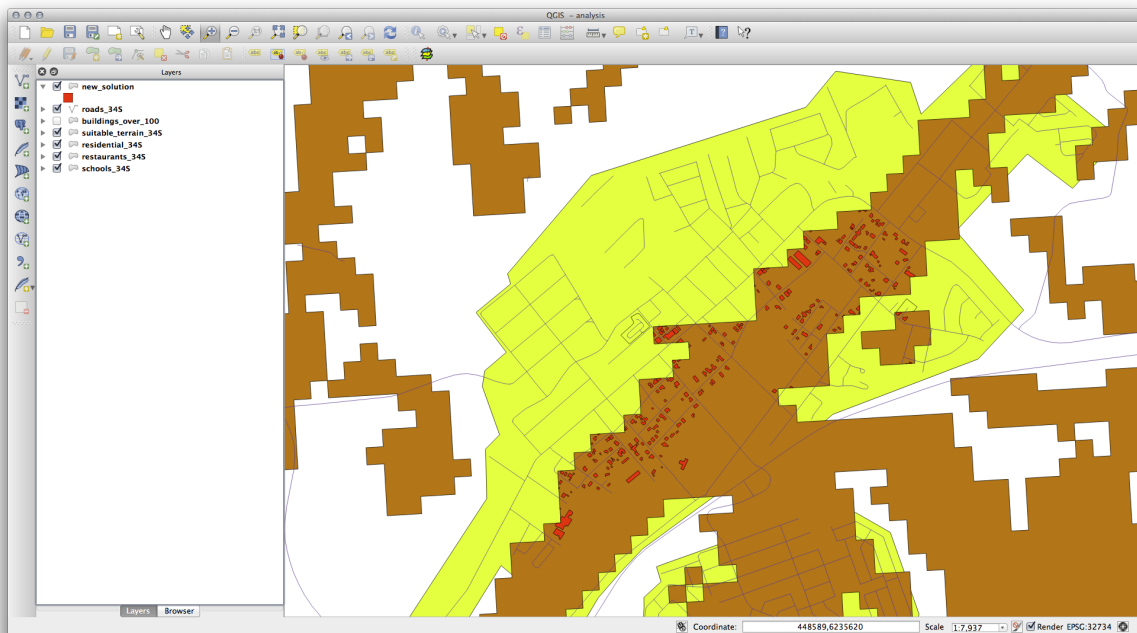 QGIS - analysis
Layers
new_solution
roads_34S
buildings_over_100
suitable_terrain_34S
residential_34S
restaurants_34S
schools_34S
Layers Browser
Coordinate: 448589,6235620 Scale 1:7,937 Render EPSG:32734